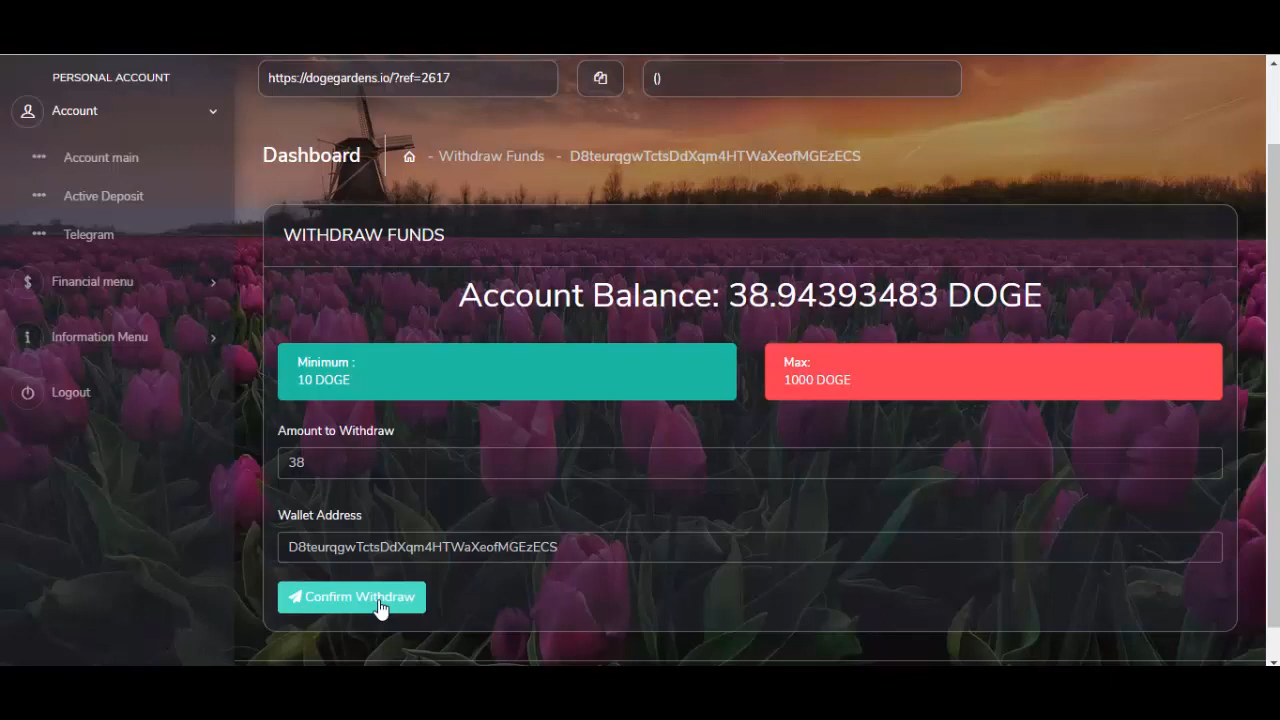 PERSONAL ACCOUNT
https://dogegardens.io/?ref=2617
()
Account
Account main
Active Deposit
Telegram
$ Financial menu
i Information Menu
Logout
Dashboard
- Withdraw Funds - D8teurqgwTctsDdXqm4HTWaXeofMGEzECS
WITHDRAW FUNDS
Account Balance: 38.94393483 DOGE
Minimum :
10 DOGE
Max:
1000 DOGE
Amount to Withdraw
38
Wallet Address
D8teurqgwTctsDdXqm4HTWaXeofMGEzECS
Confirm Withdraw